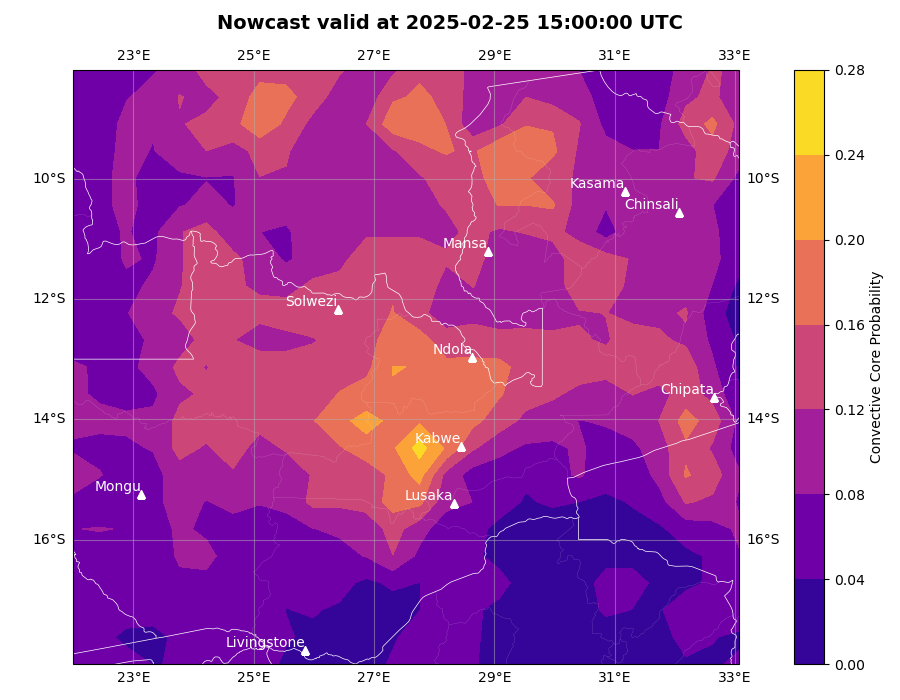 Nowcast valid at 2025-02-25 15:00:00 UTC
23°E 25°E 27°E 29°E 31°E 33°E
0.28
0.24
10°S Kasama 10°S
Chinsali
0.20
Mansa
12°S 12°S
Solwezi
0.16
Ndola
Chipata
0.12
14°S 14°S
Kabwe
Mongu
Lusaka
0.08
16°S 16°S
0.04
Livingstone
0.00
23°E 25°E 27°E 29°E 31°E 33°E
Convective Core Probability